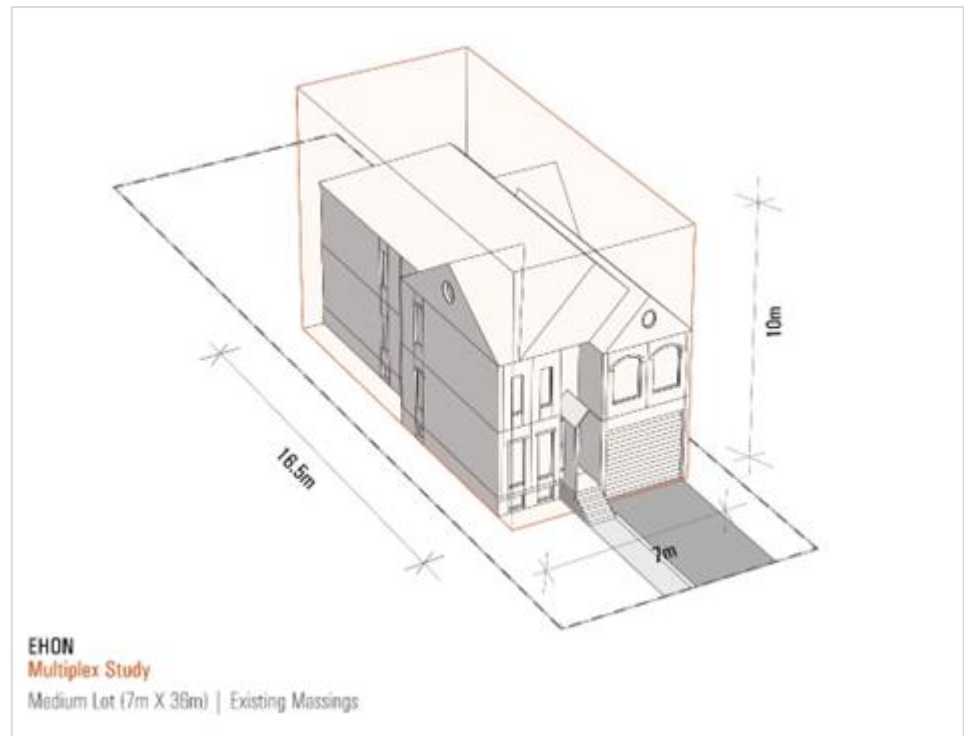 10m
16.5m
7m
EHON
Multiplex Study
Medium Lot (7m X 36m) | Existing Massings